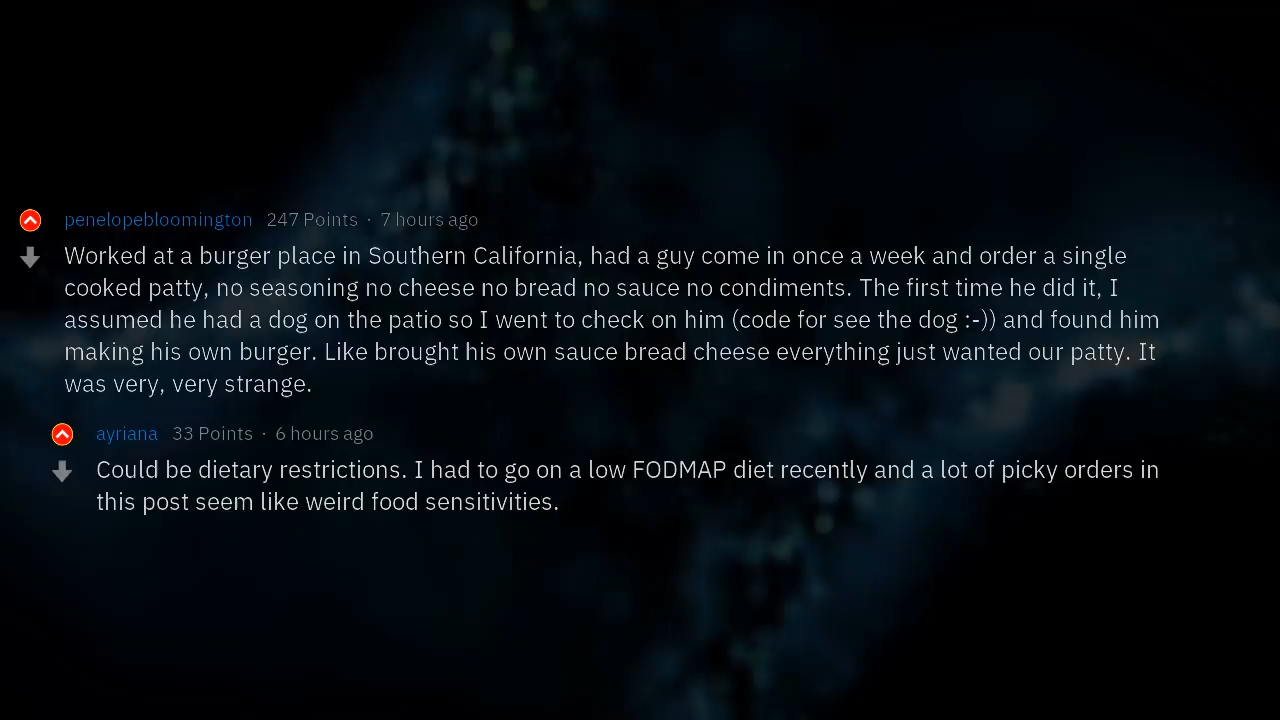 penelopebloomington 247 Points · 7 hours ago
Worked at a burger place in Southern California, had a guy come in once a week and order a single
cooked patty, no seasoning no cheese no bread no sauce no condiments. The first time he did it, I
assumed he had a dog on the patio so I went to check on him (code for see the dog :-)) and found him
making his own burger. Like brought his own sauce bread cheese everything just wanted our patty. It
was very, very strange.
ayriana 33 Points · 6 hours ago
Could be dietary restrictions. I had to go on a low FODMAP diet recently and a lot of picky orders in
this post seem like weird food sensitivities.